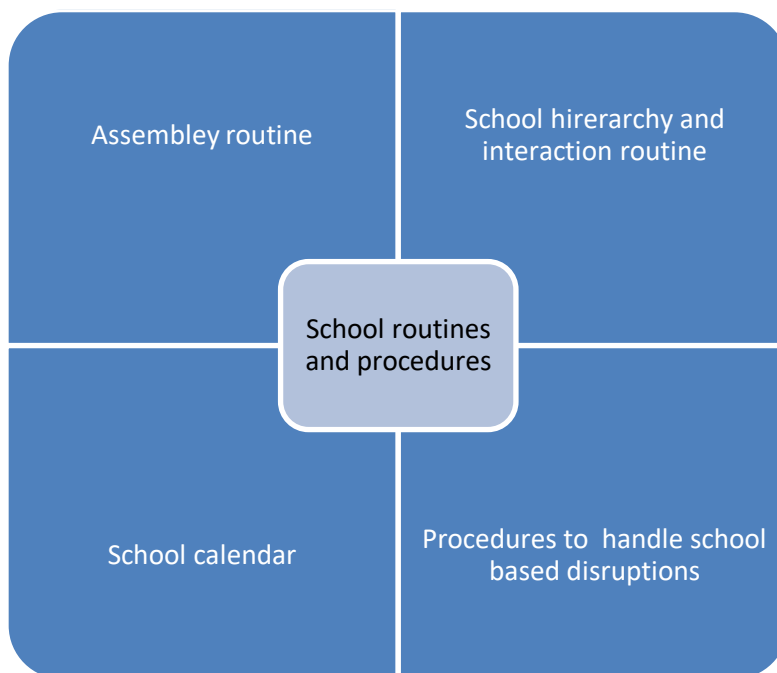 Assembley routine
School hirerarchy and
interaction routine
School routines
and procedures
School calendar
Procedures to  handle school
based disruptions